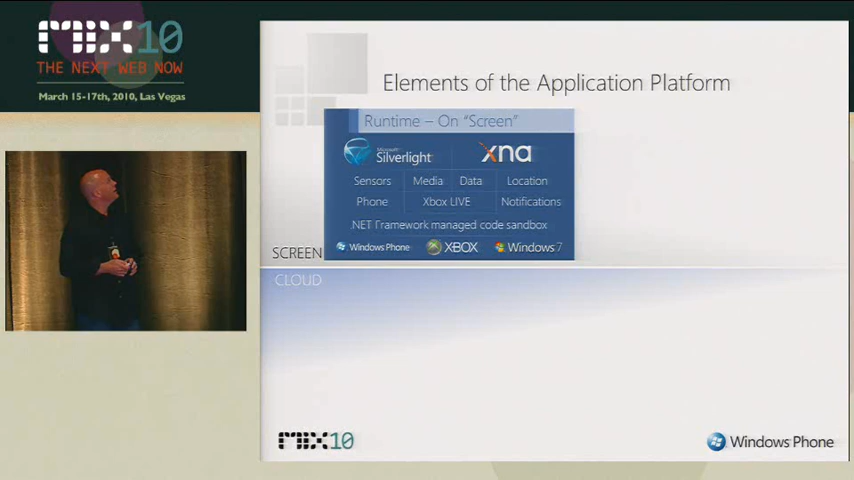 MIX10
THE NEXT WEB NOW
March 15-17th, 2010, Las Vegas
Elements of the Application Platform
Runtime – On “Screen”
Microsoft
Silverlight
xna
Sensors Media Data Location
Phone Xbox LIVE Notifications
.NET Framework managed code sandbox
Windows Phone XBOX Windows 7
SCREEN
CLOUD
MIX10
Windows Phone